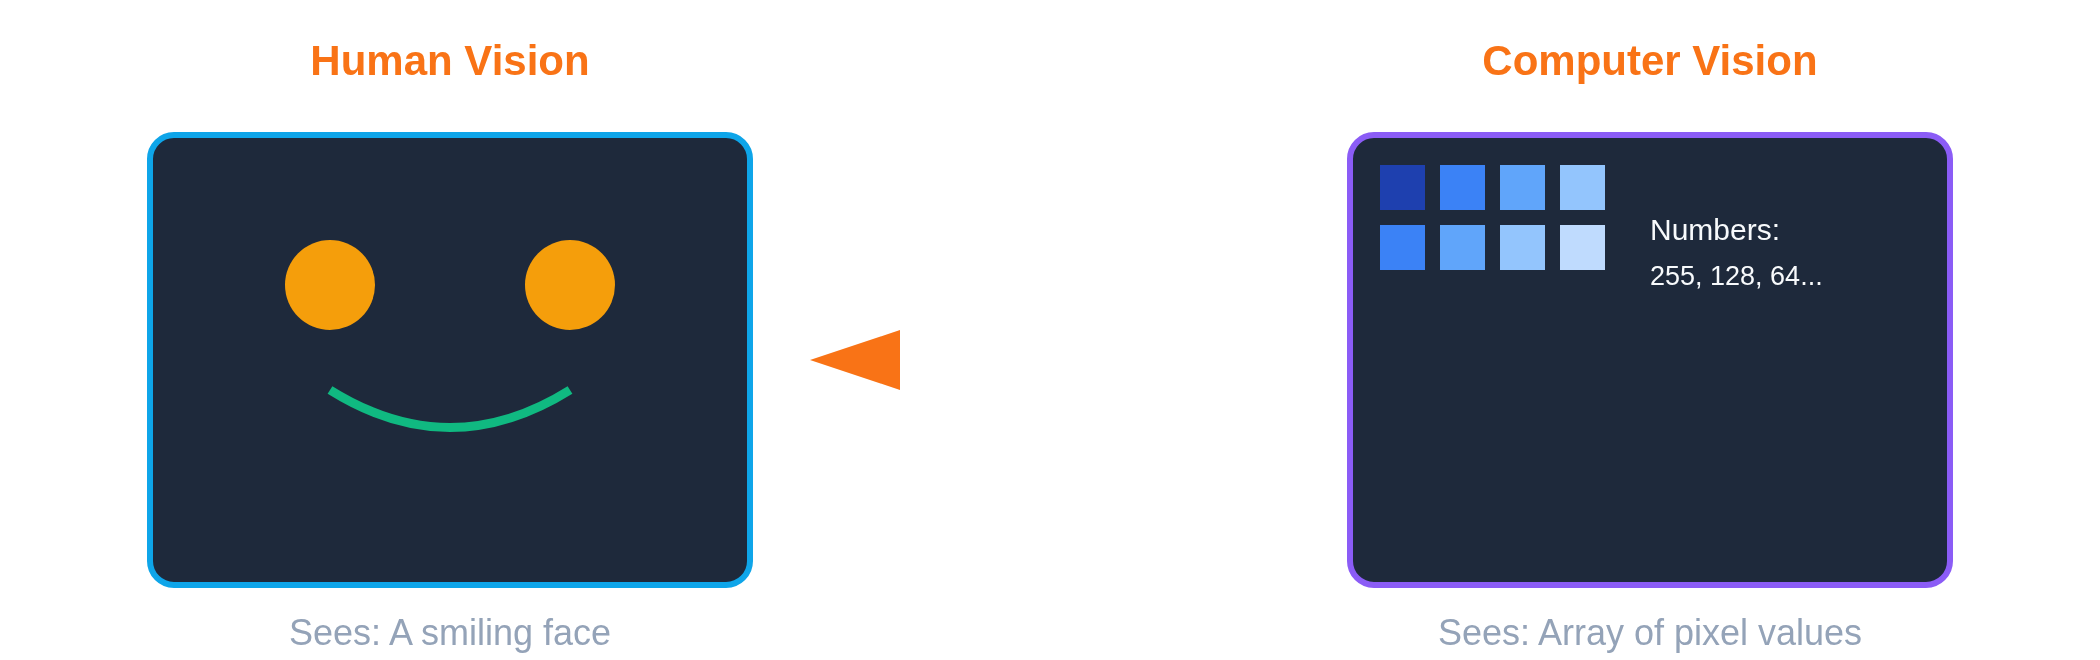 Human Vision
Computer Vision
Numbers:
255, 128, 64...
Sees: A smiling face
Sees: Array of pixel values